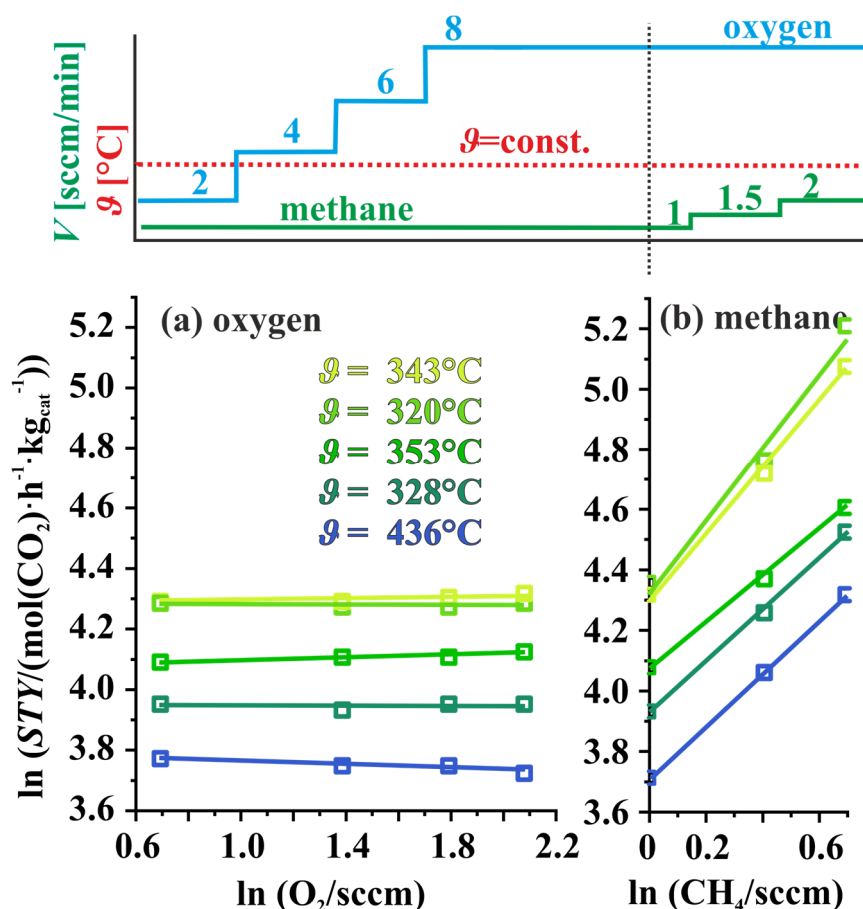 V [sccm/min]
ϑ [°C]
2
4
6
8
oxygen
ϑ=const.
methane
1
1.5
2
(a) oxygen
(b) methane
ϑ = 343°C
ϑ = 320°C
ϑ = 353°C
ϑ = 328°C
ϑ = 436°C
ln (STY/(mol(CO₂)·h⁻¹·kg_cat⁻¹))
5.2
5.0
4.8
4.6
4.4
4.2
4.0
3.8
3.6
0.6 1.0 1.4 1.8 2.2
ln (O₂/sccm)
5.2
5.0
4.8
4.6
4.4
4.2
4.0
3.8
3.6
0 0.2 0.6
ln (CH₄/sccm)